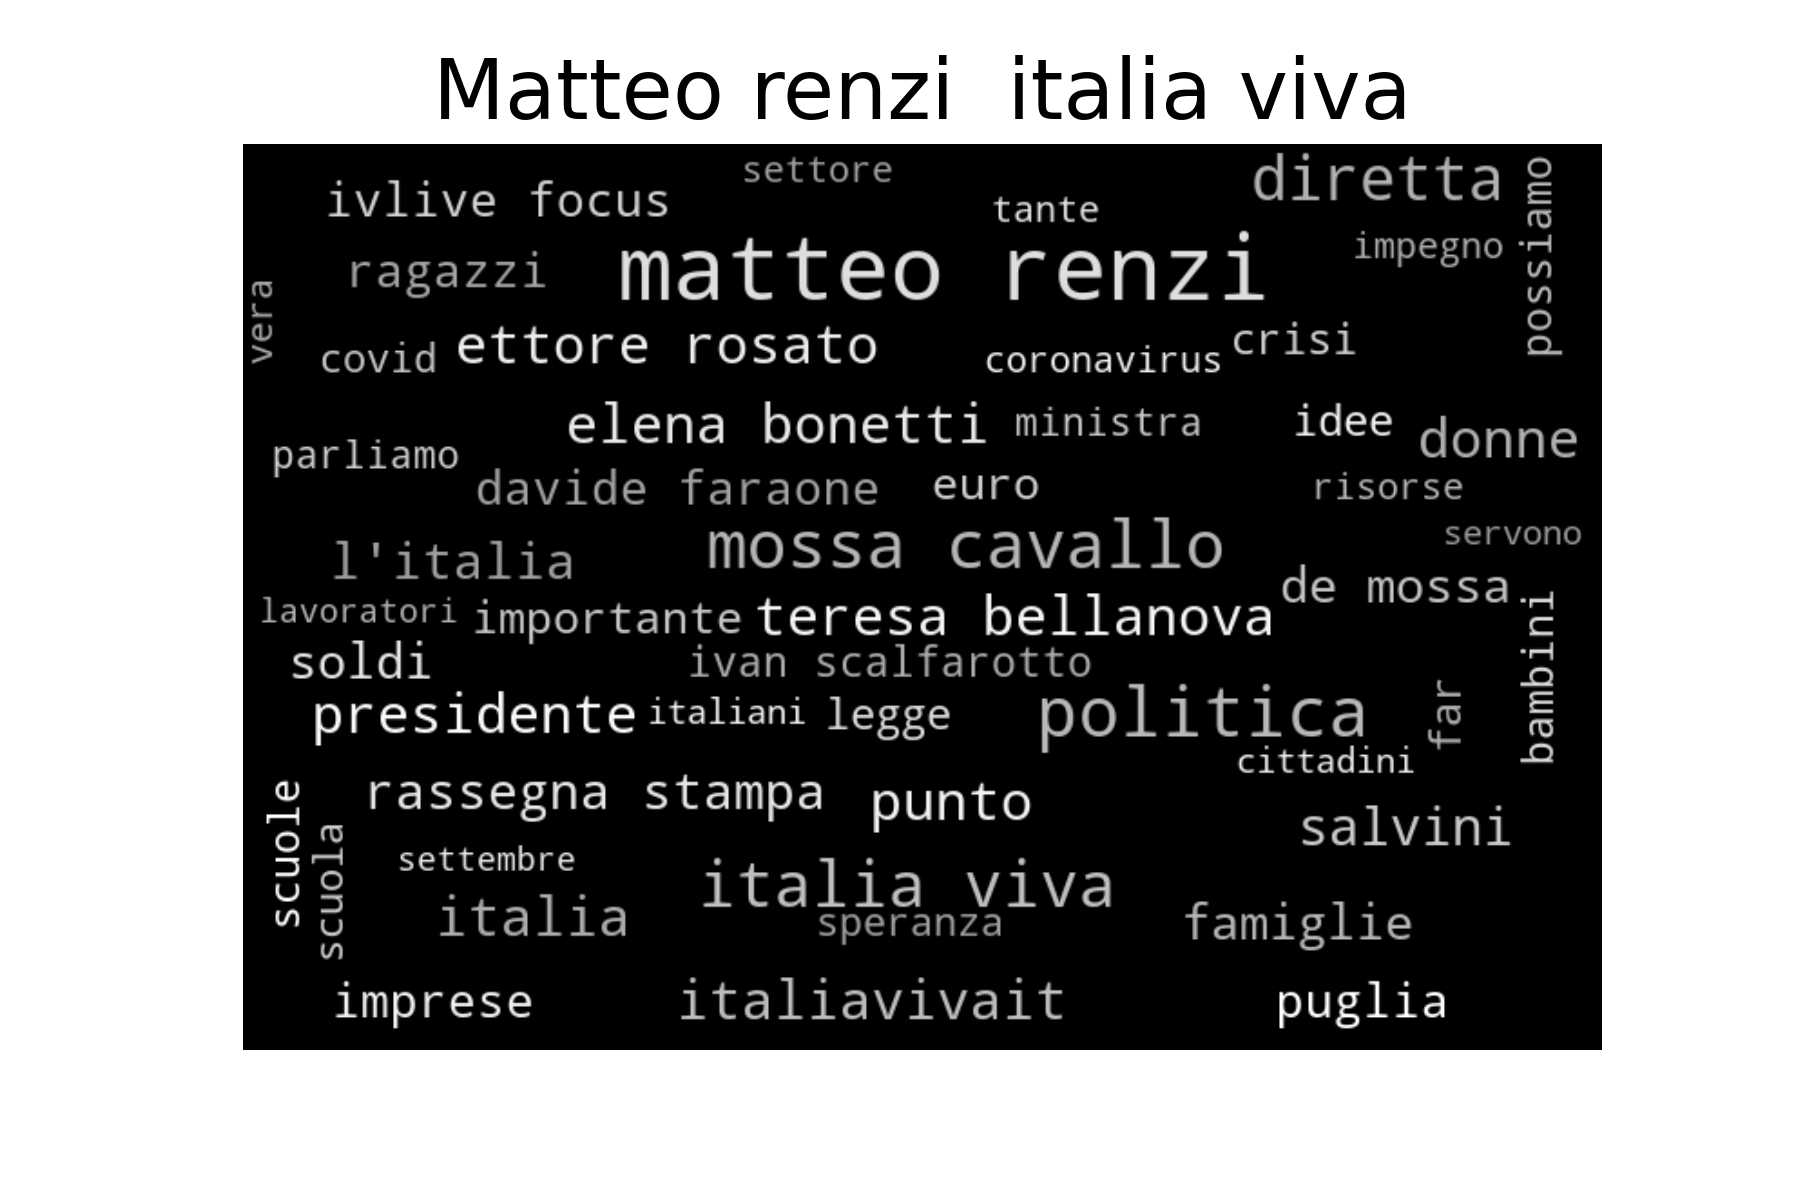 Matteo renzi  italia viva
settore
diretta
possiamo
ivlive focus
tante
impegno
ragazzi
matteo renzi
vera
covid
ettore rosato
coronavirus
crisi
elena bonetti
ministra
idee
donne
parliamo
davide faraone
euro
risorse
servono
l'italia
mossa cavallo
de mossa
lavoratori
importante
teresa bellanova
bambini
soldi
ivan scalfarotto
presidente
italiani
legge
politica
far
cittadini
scuole
rassegna stampa
punto
salvini
scuola
settembre
italia viva
italia
speranza
famiglie
imprese
italiavivait
puglia